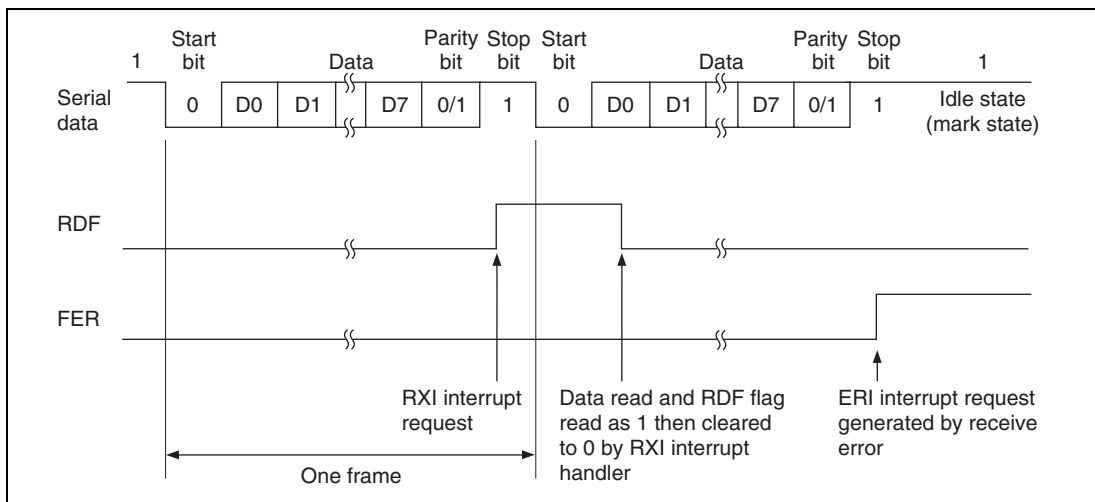 Start Parity Stop Start Parity Stop
1 bit Data bit bit bit Data bit bit 1
Serial data 0 D0 D1 D7 0/1 1 0 D0 D1 D7 0/1 1 Idle state (mark state)
RDF
FER
RXI interrupt
request
Data read and RDF flag
read as 1 then cleared
to 0 by RXI interrupt
handler
ERI interrupt request
generated by receive
error
One frame